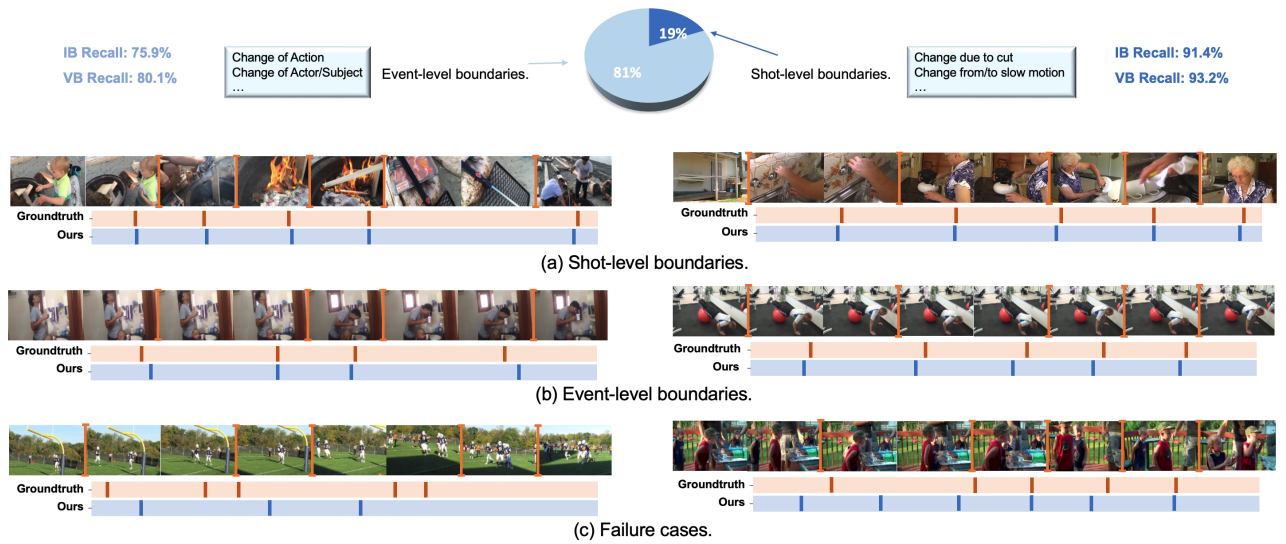 IB Recall: 75.9%
VB Recall: 80.1%
Change of Action
Change of Actor/Subject
…
Event-level boundaries.
81%
19%
Shot-level boundaries.
Change due to cut
Change from/to slow motion
…
IB Recall: 91.4%
VB Recall: 93.2%
Groundtruth
Ours
Groundtruth
Ours
(a) Shot-level boundaries.
Groundtruth
Ours
Groundtruth
Ours
(b) Event-level boundaries.
Groundtruth
Ours
Groundtruth
Ours
(c) Failure cases.